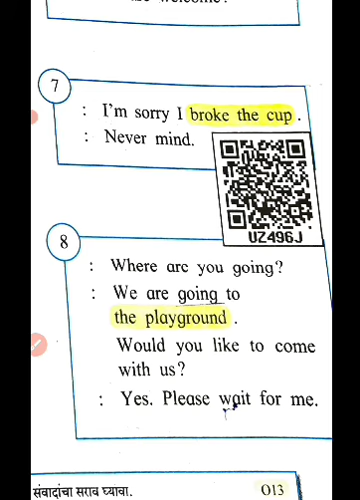 7
: I'm sorry I broke the cup.
: Never mind.
UZ496J
8
: Where are you going?
: We are going to
the playground.
Would you like to come
with us?
: Yes. Please wait for me.
संवादांचा सराव घ्यावा.
O13